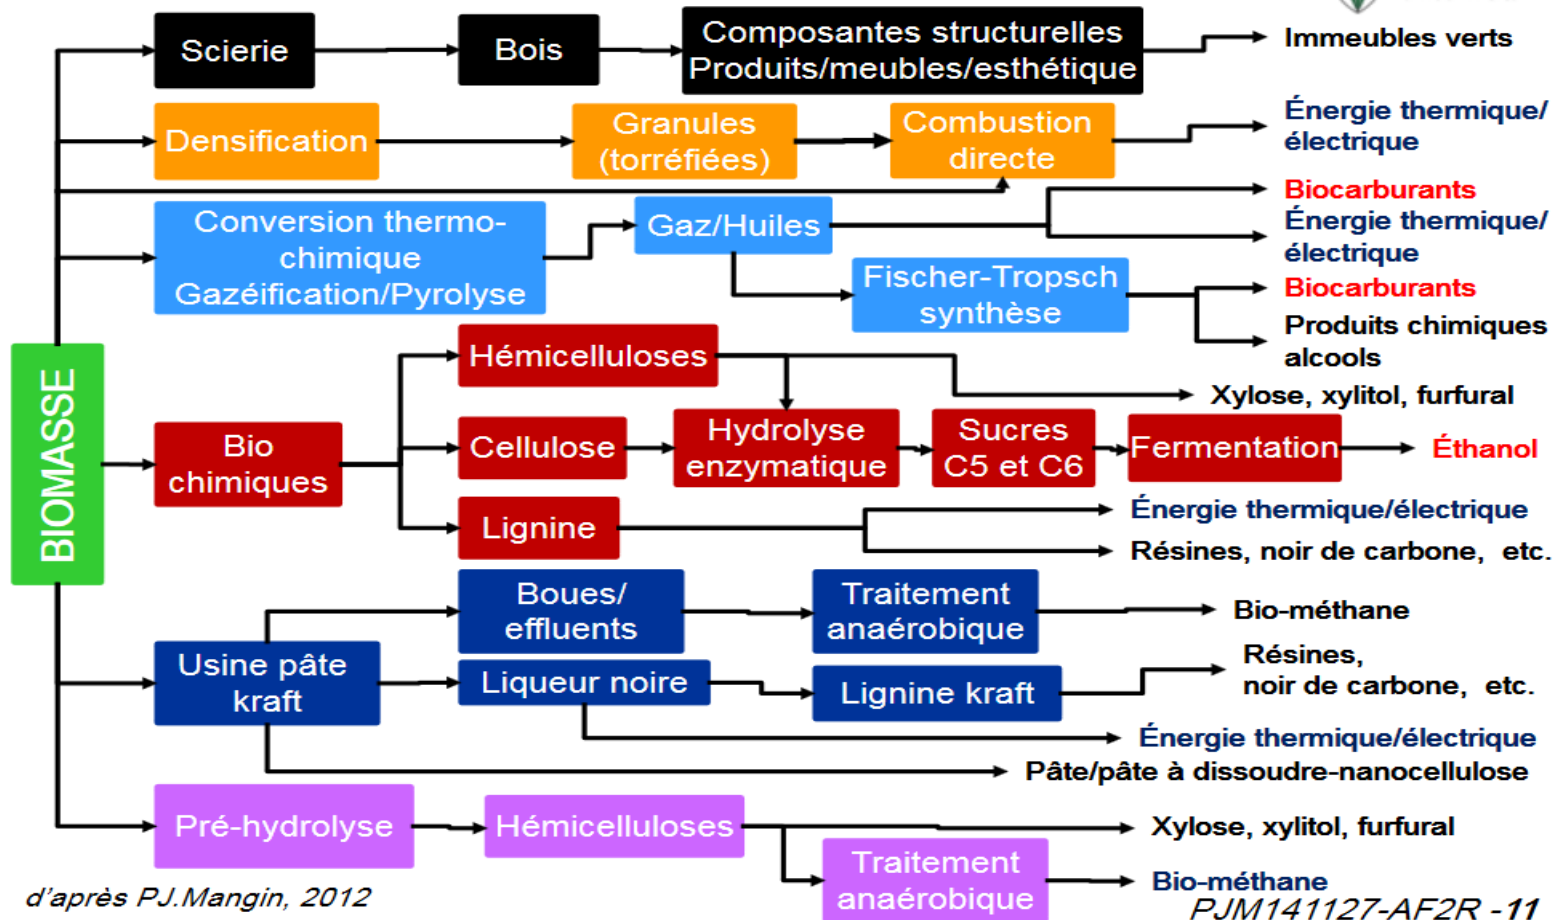 Scierie
Bois
Composantes structurelles
Produits/meubles/esthétique
Immeubles verts
Densification
Granules
(torréfiées)
Combustion
directe
Énergie thermique/
électrique
Conversion thermo-
chimique
Gazéification/Pyrolyse
Gaz/Huiles
Biocarburants
Énergie thermique/
électrique
Fischer-Tropsch
synthèse
Biocarburants
Produits chimiques
alcools
BIOMASSE
Bio
chimiques
Hémicelluloses
Xylose, xylitol, furfural
Cellulose
Hydrolyse
enzymatique
Sucres
C5 et C6
Fermentation
Éthanol
Lignine
Énergie thermique/électrique
Résines, noir de carbone, etc.
Usine pâte
kraft
Boues/
effluents
Traitement
anaérobique
Bio-méthane
Liqueur noire
Lignine kraft
Résines,
noir de carbone, etc.
Énergie thermique/électrique
Pâte/pâte à dissoudre-nanocellulose
Pré-hydrolyse
Hémicelluloses
Xylose, xylitol, furfural
Traitement
anaérobique
Bio-méthane
d'après PJ.Mangin, 2012
PJM141127-AF2R -11